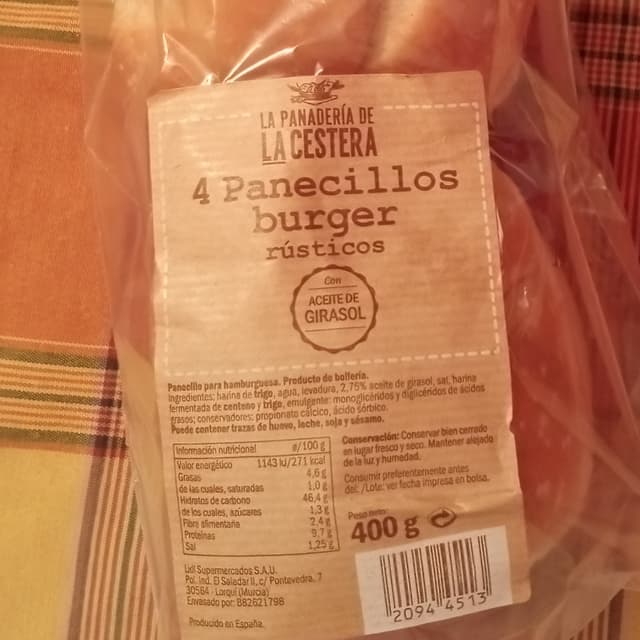 LA PANADERÍA DE
LA CESTERA
4 Panecillos
burger
rústicos
Con
ACEITE DE
GIRASOL
Panecillo para hamburguesa. Producto de bollería.
Ingredientes: harina de trigo, agua, levadura, 2,75% aceite de girasol, sal, harina
fermentada de centeno y trigo, emulgente: monoglicéridos y diglicéridos de ácidos
grasos; conservadores: propionato cálcico, ácido sórbico.
Puede contener trazas de huevo, leche, soja y sésamo.
Información nutricional g/100 g
Valor energético 1143 kJ/271 kcal
Grasas 4,6 g
de las cuales, saturadas 1,0 g
Hidratos de carbono 46,4 g
de los cuales, azúcares 1,3 g
Fibra alimentaria 2,4 g
Proteínas 9,7 g
Sal 1,25 g
Conservación: Conservar bien cerrado
en lugar fresco y seco. Mantener alejado
de la luz y humedad.
Consumir preferentemente antes
del: /Lote: ver fecha impresa en bolsa.
Peso neto:
400 g
Lidl Supermercados S.A.U.
Pol. Ind. El Saladar II, c/ Pontevedra, 7
30564 - Lorquí (Murcia)
Envasado por: B82621798
Producido en España.
2094 4513